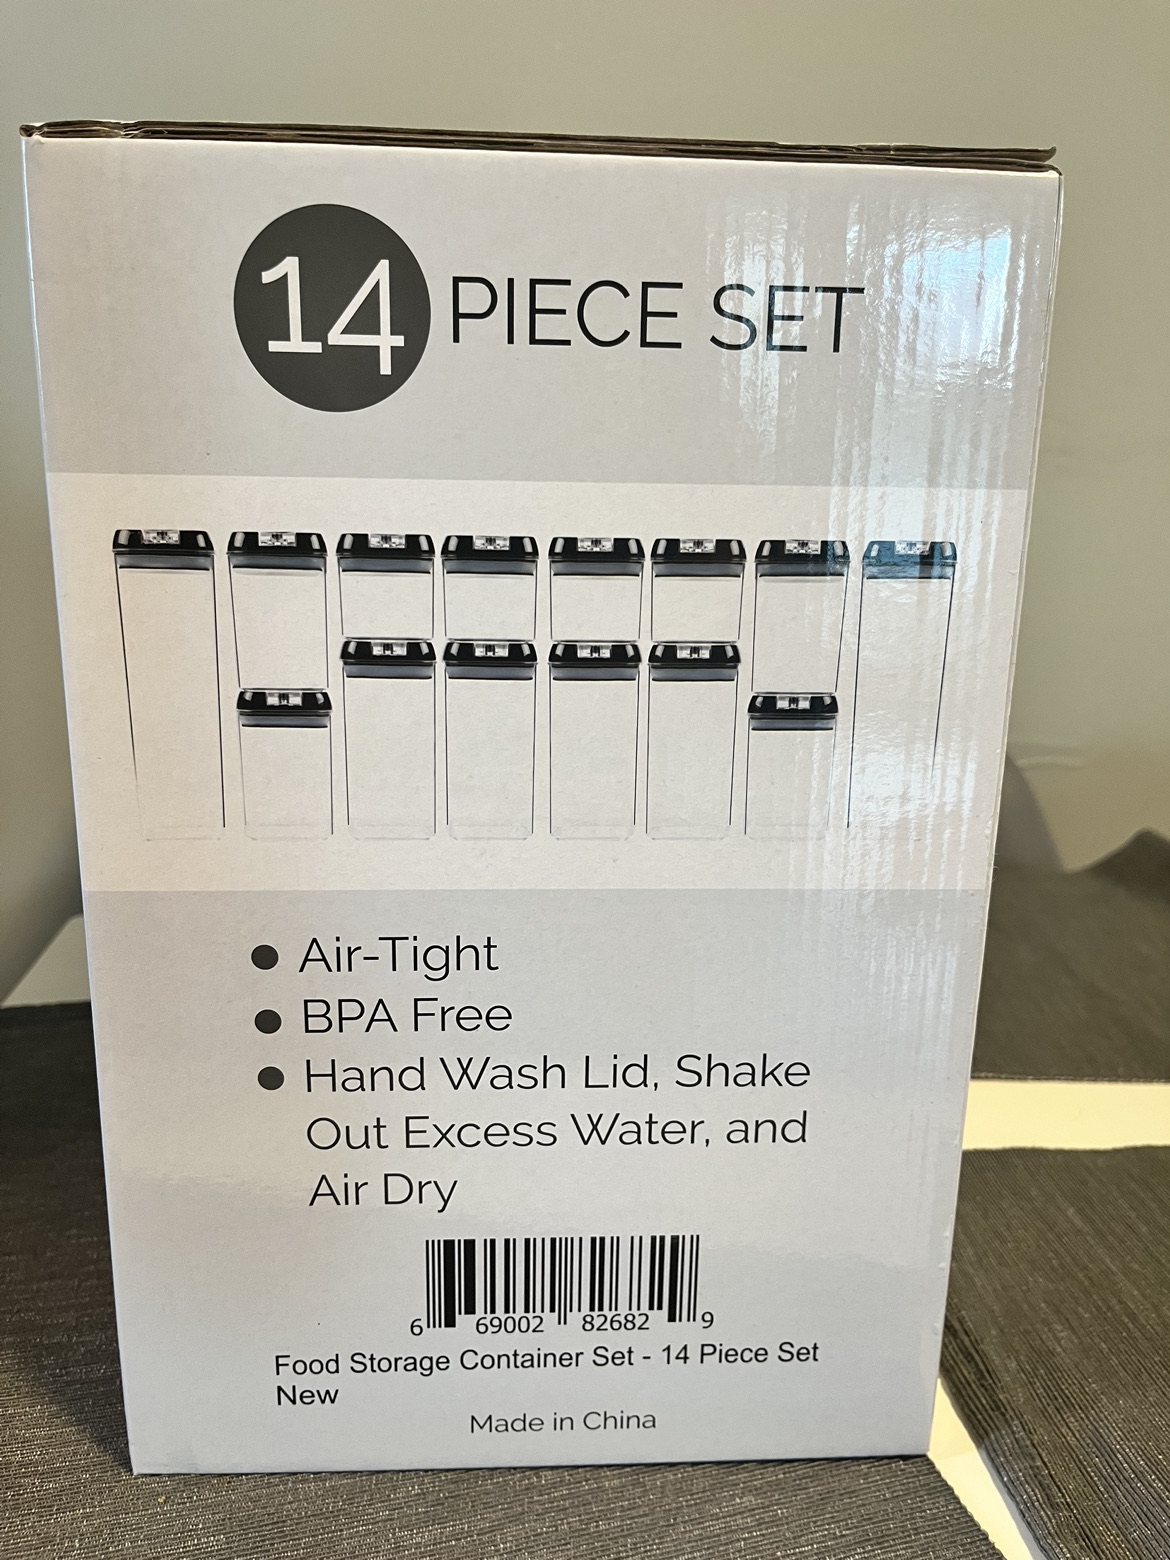 14 PIECE SET
● Air-Tight
● BPA Free
● Hand Wash Lid, Shake
Out Excess Water, and
Air Dry
6 69002 82682 9
Food Storage Container Set - 14 Piece Set
New
Made in China